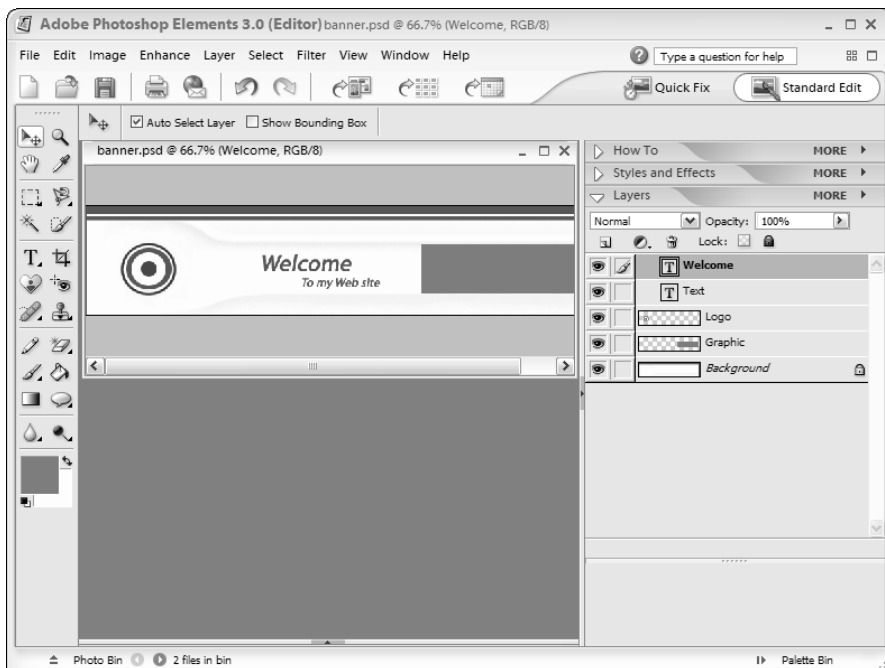 Adobe Photoshop Elements 3.0 (Editor) banner.psd @ 66.7% (Welcome, RGB/8)
File Edit Image Enhance Layer Select Filter View Window Help
Type a question for help
Quick Fix
Standard Edit
Auto Select Layer
Show Bounding Box
banner.psd @ 66.7% (Welcome, RGB/8)
Welcome
To my Web site
How To MORE
Styles and Effects MORE
Layers MORE
Normal
Opacity: 100%
Lock:
Welcome
Text
Logo
Graphic
Background
Photo Bin
2 files in bin
Palette Bin